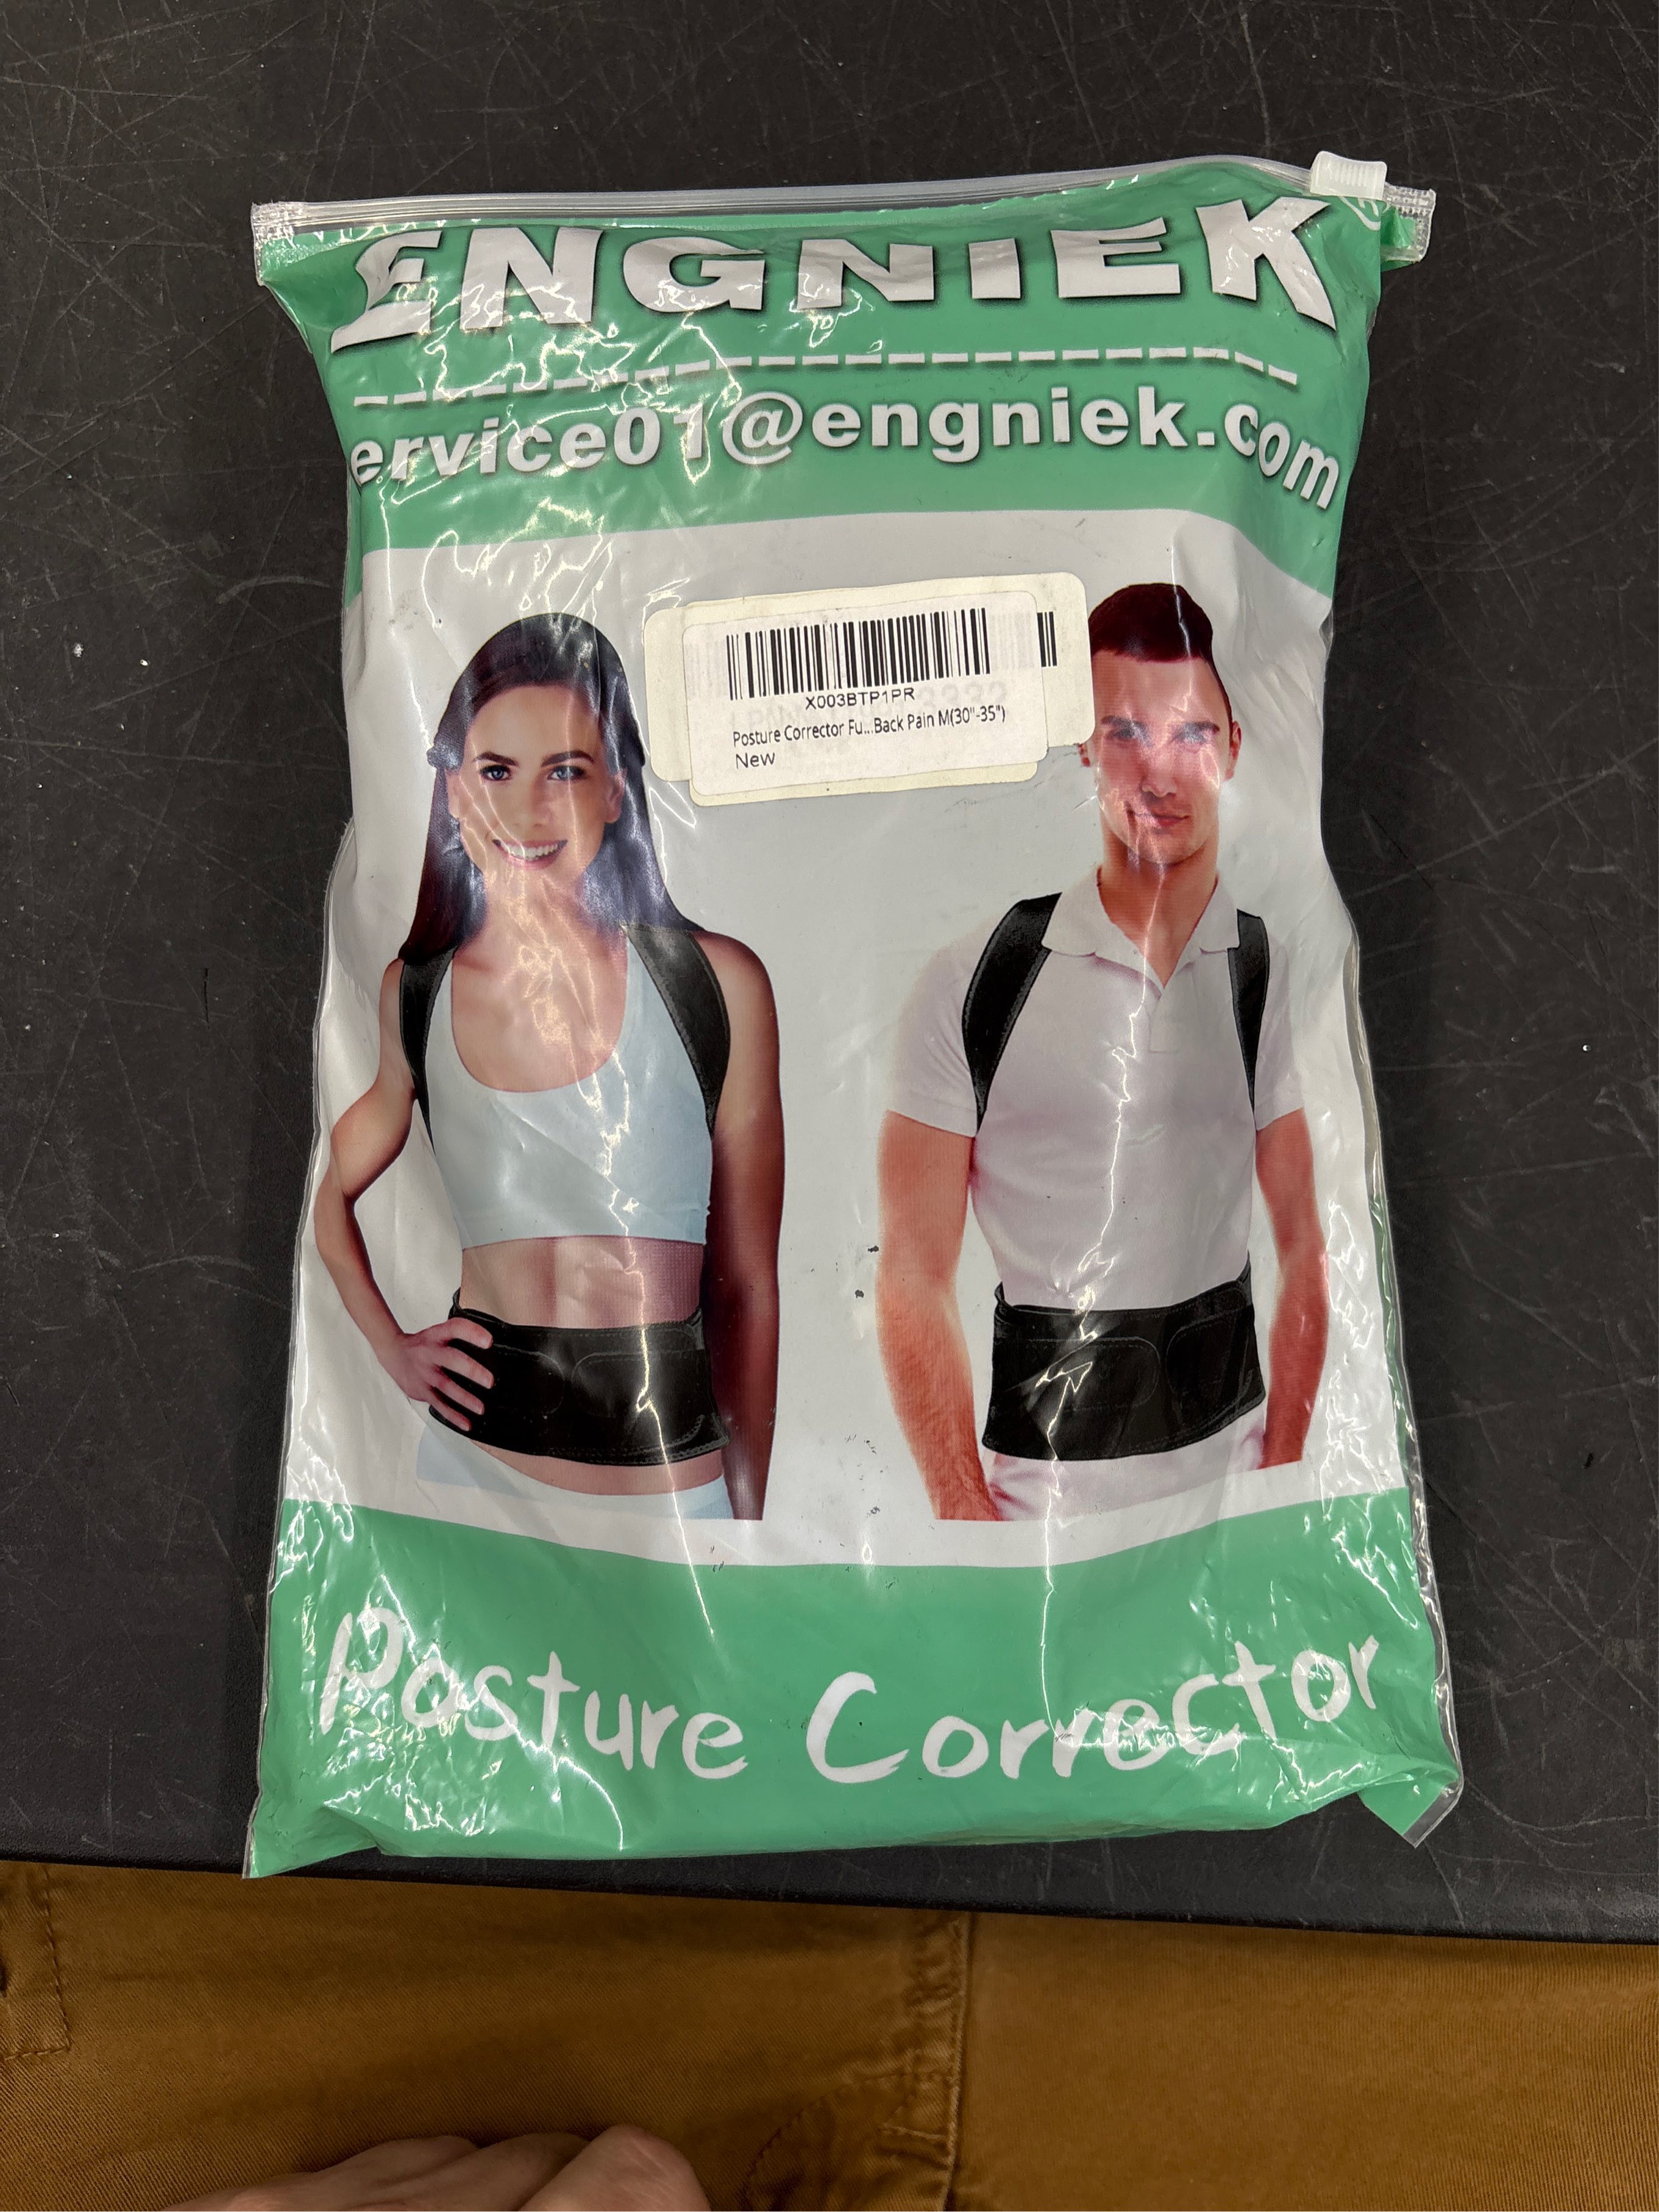 ENGNIEK
ervice01@engniek.com
X003BTP1PR
Posture Corrector Fu...Back Pain M(30"-35")
New
Posture Corrector